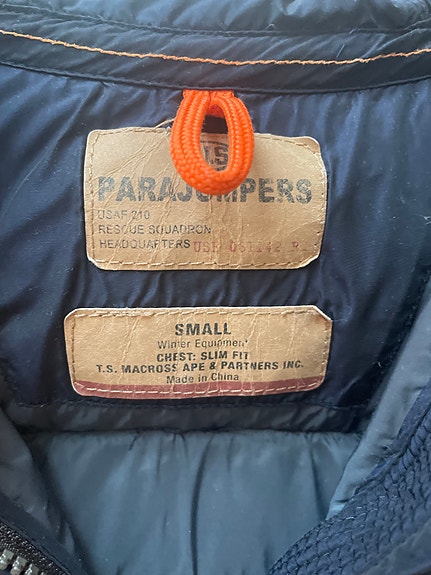 PARAJUMPERS
USAF 210
RESCUE SQUADRON
HEADQUARTERS
SMALL
Winter Equipment
CHEST: SLIM FIT
T.S. MACROSS APE & PARTNERS INC.
Made in China